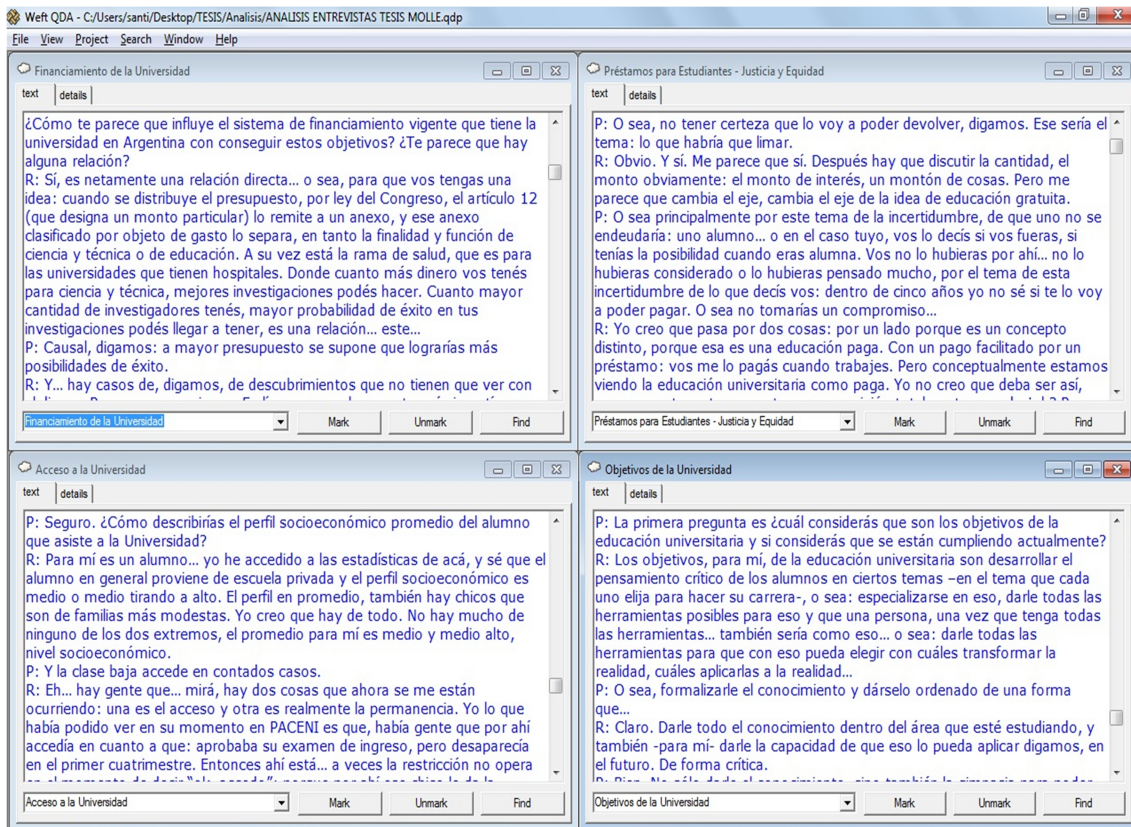 Weft QDA - C:/Users/santi/Desktop/TESIS/Analisis/ANALISIS ENTREVISTAS TESIS MOLLE.qdp
File View Project Search Window Help
Financiamiento de la Universidad
text details
¿Cómo te parece que influye el sistema de financiamiento vigente que tiene la
universidad en Argentina con conseguir estos objetivos? ¿Te parece que hay
alguna relación?
R: Sí, es netamente una relación directa... o sea, para que vos tengas una
idea: cuando se distribuye el presupuesto, por ley del Congreso, el artículo 12
(que designa un monto particular) lo remite a un anexo, y ese anexo
clasificado por objeto de gasto lo separa, en tanto la finalidad y función de
ciencia y técnica o de educación. A su vez está la rama de salud, que es para
las universidades que tienen hospitales. Donde cuanto más dinero vos tenés
para ciencia y técnica, mejores investigaciones podés hacer. Cuanto mayor
cantidad de investigadores tenés, mayor probabilidad de éxito en tus
investigaciones podés llegar a tener, es una relación... este...
P: Causal, digamos: a mayor presupuesto se supone que lograrías más
posibilidades de éxito.
R: Y... hay casos de, digamos, de descubrimientos que no tienen que ver con
Financiamiento de la Universidad Mark Unmark Find
Préstamos para Estudiantes - Justicia y Equidad
text details
P: O sea, no tener certeza que lo voy a poder devolver, digamos. Ese sería el
tema: lo que habría que limar.
R: Obvio. Y sí. Me parece que sí. Después hay que discutir la cantidad, el
monto obviamente: el monto de interés, un montón de cosas. Pero me
parece que cambia el eje, cambia el eje de la idea de educación gratuita.
P: O sea principalmente por este tema de la incertidumbre, de que uno no se
endeudaría: uno alumno... o en el caso tuyo, vos lo decís si vos fueras, si
tenías la posibilidad cuando eras alumna. Vos no lo hubieras por ahí... no lo
hubieras considerado o lo hubieras pensado mucho, por el tema de esta
incertidumbre de lo que decís vos: dentro de cinco años yo no sé si te lo voy
a poder pagar. O sea no tomarías un compromiso...
R: Yo creo que pasa por dos cosas: por un lado porque es un concepto
distinto, porque esa es una educación paga. Con un pago facilitado por un
préstamo: vos me lo pagás cuando trabajes. Pero conceptualmente estamos
viendo la educación universitaria como paga. Yo no creo que deba ser así,
Préstamos para Estudiantes - Justicia y Equidad Mark Unmark Find
Acceso a la Universidad
text details
P: Seguro. ¿Cómo describirías el perfil socioeconómico promedio del alumno
que asiste a la Universidad?
R: Para mí es un alumno... yo he accedido a las estadísticas de acá, y sé que el
alumno en general proviene de escuela privada y el perfil socioeconómico es
medio o medio tirando a alto. El perfil en promedio, también hay chicos que
son de familias más modestas. Yo creo que hay de todo. No hay mucho de
ninguno de los dos extremos, el promedio para mí es medio y medio alto,
nivel socioeconómico.
P: Y la clase baja accede en contados casos.
R: Eh... hay gente que... mirá, hay dos cosas que ahora se me están
ocurriendo: una es el acceso y otra es realmente la permanencia. Yo lo que
había podido ver en su momento en PACENI es que, había gente que por ahí
accedía en cuanto a que: aprobaba su examen de ingreso, pero desaparecía
en el primer cuatrimestre. Entonces ahí está... a veces la restricción no opera
Acceso a la Universidad Mark Unmark Find
Objetivos de la Universidad
text details
P: La primera pregunta es ¿cuál considerás que son los objetivos de la
educación universitaria y si considerás que se están cumpliendo actualmente?
R: Los objetivos, para mí, de la educación universitaria son desarrollar el
pensamiento crítico de los alumnos en ciertos temas –en el tema que cada
uno elija para hacer su carrera-, o sea: especializarse en eso, darle todas las
herramientas posibles para eso y que una persona, una vez que tenga todas
las herramientas... también sería como eso... o sea: darle todas las
herramientas para que con eso pueda elegir con cuáles transformar la
realidad, cuáles aplicarlas a la realidad...
P: O sea, formalizarle el conocimiento y dárselo ordenado de una forma
que...
R: Claro. Darle todo el conocimiento dentro del área que esté estudiando, y
también -para mí- darle la capacidad de que eso lo pueda aplicar digamos, en
el futuro. De forma crítica.
Objetivos de la Universidad Mark Unmark Find